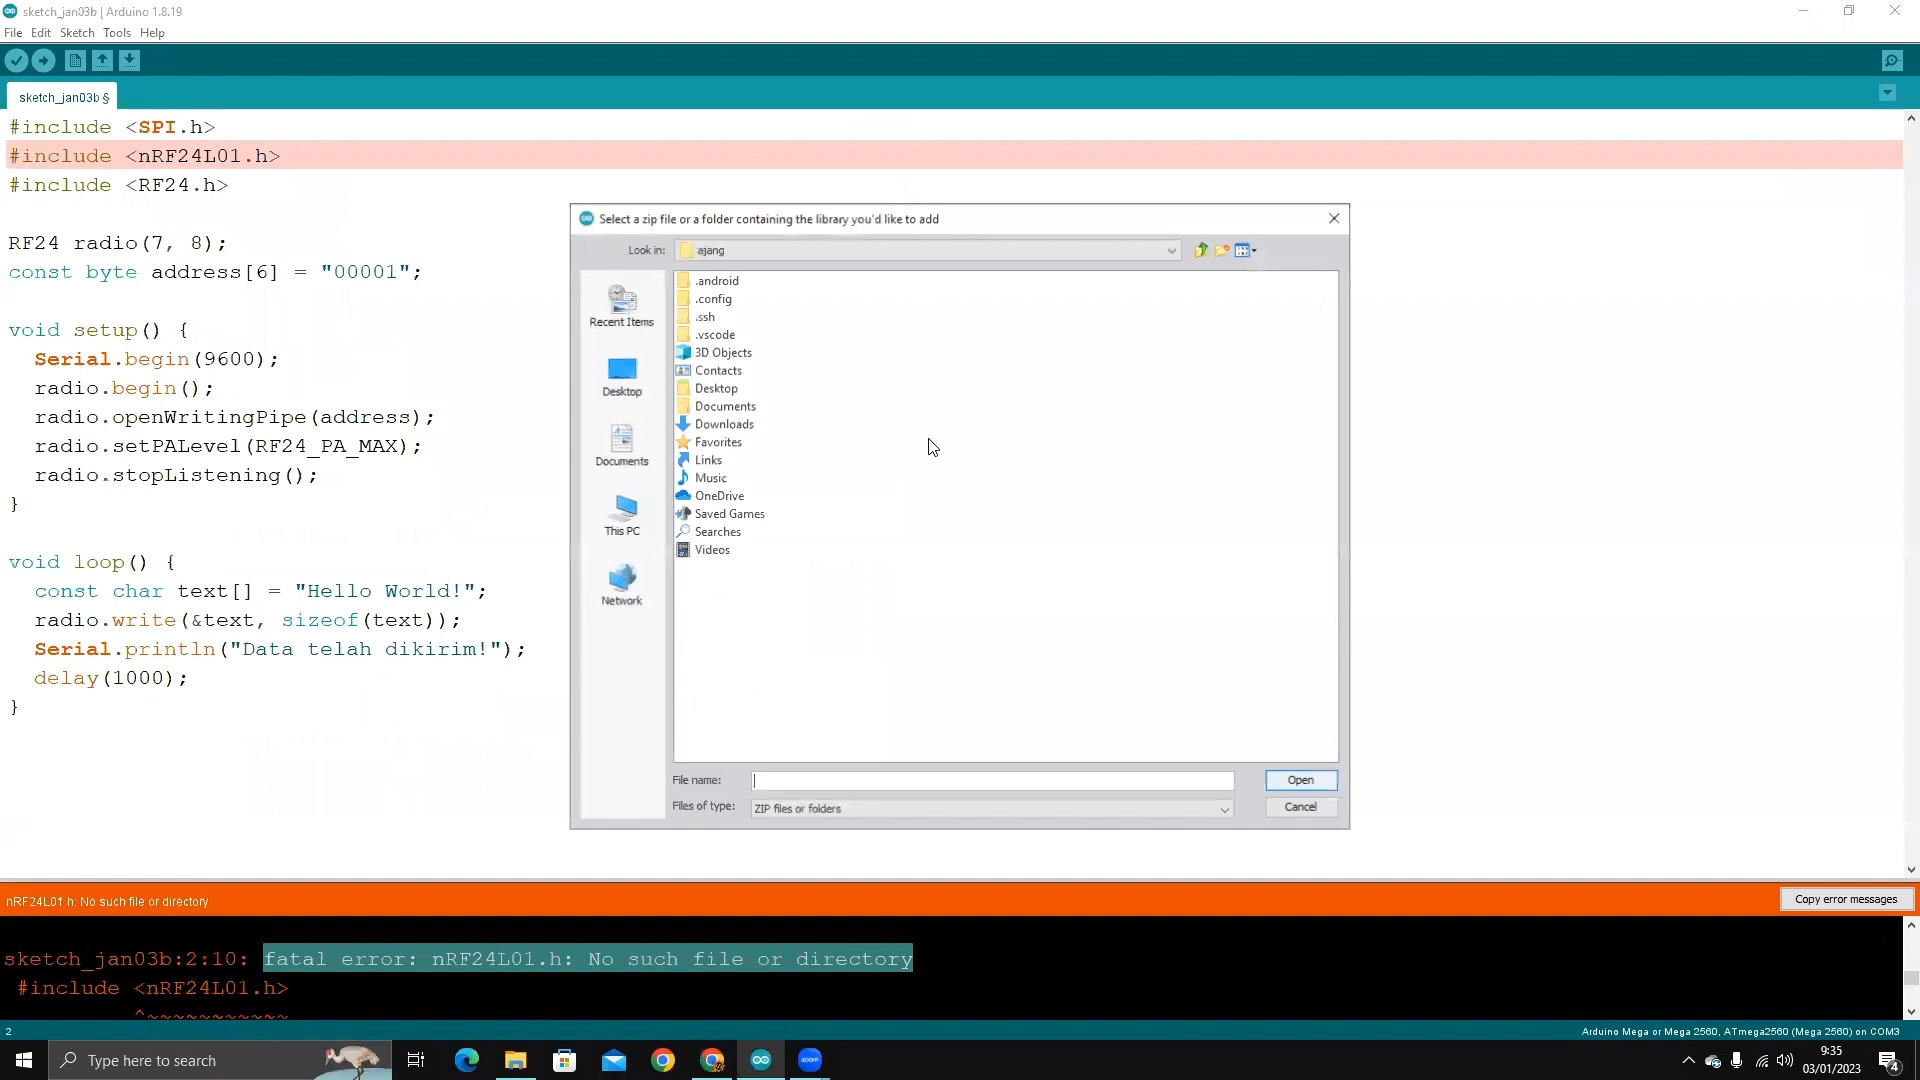 sketch_jan03b | Arduino 1.8.19
File Edit Sketch Tools Help
sketch_jan03b §
#include <SPI.h>
#include <nRF24L01.h>
#include <RF24.h>
RF24 radio(7, 8);
const byte address[6] = "00001";
void setup() {
Serial.begin(9600);
radio.begin();
radio.openWritingPipe(address);
radio.setPALevel(RF24_PA_MAX);
radio.stopListening();
}
void loop() {
const char text[] = "Hello World!";
radio.write(&text, sizeof(text));
Serial.println("Data telah dikirim!");
delay(1000);
}
Select a zip file or a folder containing the library you'd like to add
Look in: ajang
Recent Items
Desktop
Documents
This PC
Network
.android
.config
.ssh
.vscode
3D Objects
Contacts
Desktop
Documents
Downloads
Favorites
Links
Music
OneDrive
Saved Games
Searches
Videos
File name:
Open
Files of type: ZIP files or folders
Cancel
nRF24L01.h: No such file or directory
Copy error messages
sketch_jan03b:2:10: fatal error: nRF24L01.h: No such file or directory
#include <nRF24L01.h>
^~~~~~~~~~~~
2
Arduino Mega or Mega 2560, ATmega2560 (Mega 2560) on COM3
Type here to search
zoom
9:35
03/01/2023
4